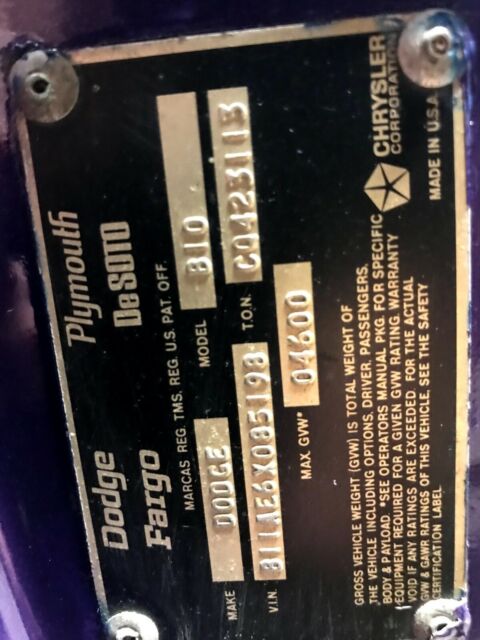 Dodge Plymouth
Fargo DeSOTO
MARCAS REG. TMS. REG. U.S. PAT. OFF.
MAKE DODGE MODEL B10
V.I.N. B11AE6X085198 T.O.N. C0423113
MAX. GVW* 04600
GROSS VEHICLE WEIGHT (GVW) IS TOTAL WEIGHT OF
THE VEHICLE INCLUDING OPTIONS, DRIVER, PASSENGERS,
BODY & PAYLOAD *SEE OPERATORS MANUAL PKG. FOR SPECIFIC
EQUIPMENT REQUIRED FOR A GIVEN GVW RATING. WARRANTY
VOID IF ANY RATINGS ARE EXCEEDED FOR THE ACTUAL
GVW & GAWR RATINGS OF THIS VEHICLE, SEE THE SAFETY
CERTIFICATION LABEL
CHRYSLER
CORPORATION
MADE IN U.S.A.